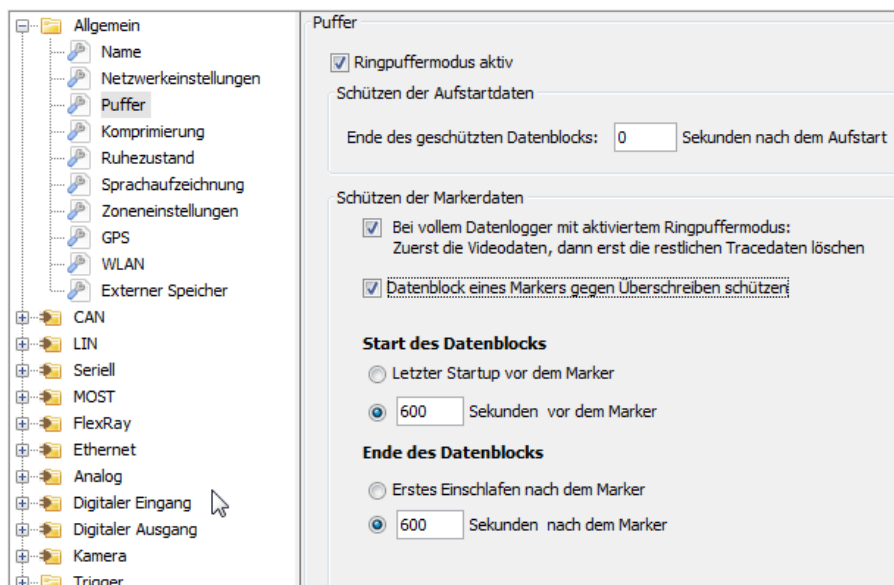 Allgemein
Name
Netzwerkeinstellungen
Puffer
Komprimierung
Ruhezustand
Sprachaufzeichnung
Zoneneinstellungen
GPS
WLAN
Externer Speicher
CAN
LIN
Seriell
MOST
FlexRay
Ethernet
Analog
Digitaler Eingang
Digitaler Ausgang
Kamera
Trigger
Puffer
Ringpuffermodus aktiv
Schützen der Aufstartdaten
Ende des geschützten Datenblocks: 0 Sekunden nach dem Aufstart
Schützen der Markerdaten
Bei vollem Datenlogger mit aktiviertem Ringpuffermodus:
Zuerst die Videodaten, dann erst die restlichen Tracedaten löschen
Datenblock eines Markers gegen Überschreiben schützen
Start des Datenblocks
Letzter Startup vor dem Marker
600 Sekunden vor dem Marker
Ende des Datenblocks
Erstes Einschlafen nach dem Marker
600 Sekunden nach dem Marker